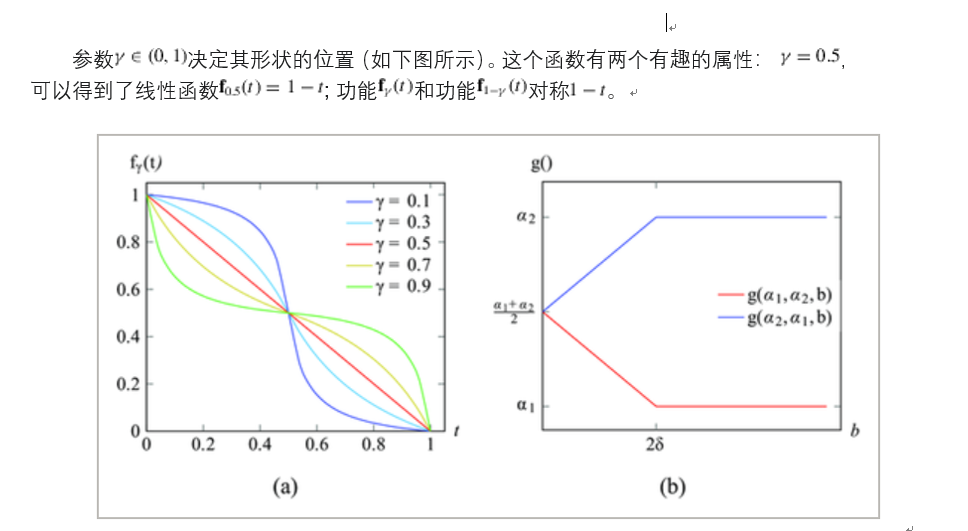 参数γ ∈ (0, 1)决定其形状的位置（如下图所示）。这个函数有两个有趣的属性： γ = 0.5,
可以得到了线性函数f₀.₅(t) = 1 − t; 功能fᵧ(t)和功能f₁₋ᵧ(t)对称1 − t。
fᵧ(t)
1
0.8
0.6
0.4
0.2
0
0 0.2 0.4 0.6 0.8 1 t
γ = 0.1
γ = 0.3
γ = 0.5
γ = 0.7
γ = 0.9
(a)
g()
α₂
α₁+α₂
2
α₁
g(α₁,α₂,b)
g(α₂,α₁,b)
2δ b
(b)